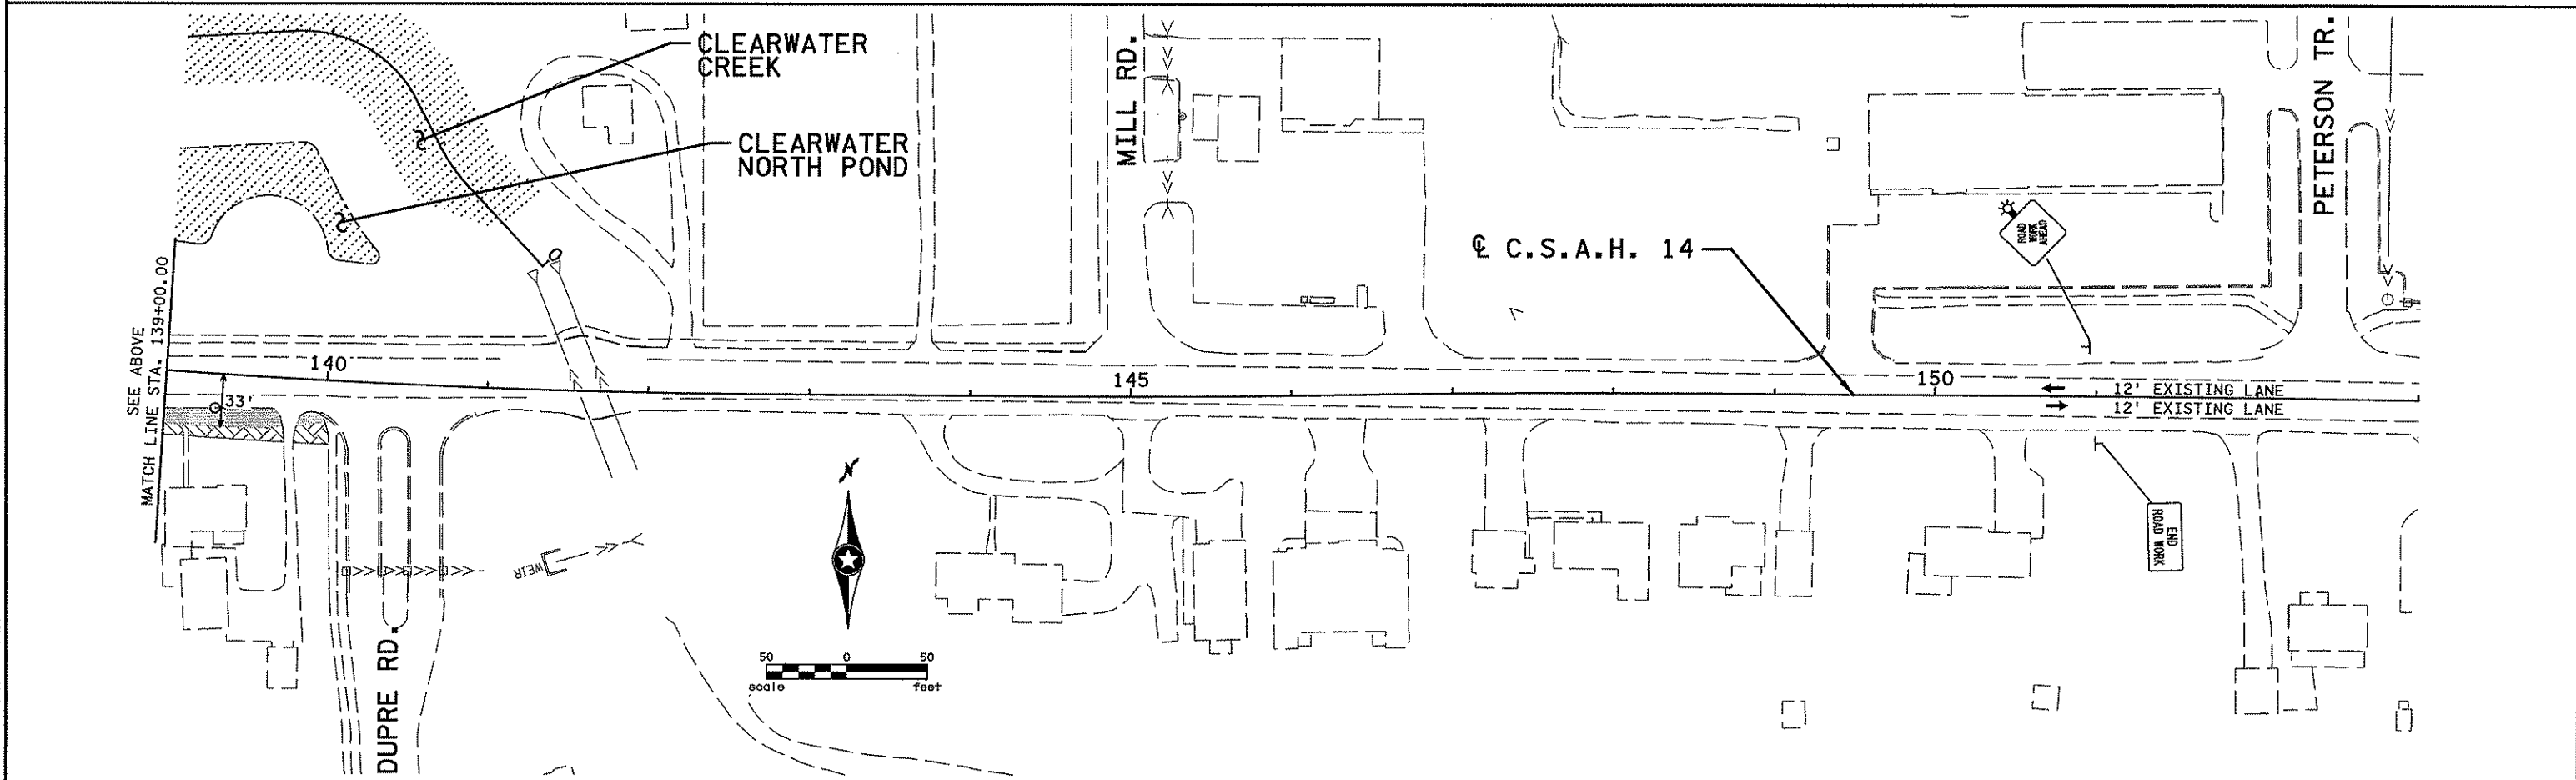 CLEARWATER
CREEK
CLEARWATER
NORTH POND
MILL RD.
PETERSON TR.
ROAD
WORK
AHEAD
℄ C.S.A.H. 14
SEE ABOVE
MATCH LINE STA. 139+00.00
140
145
150
33'
12' EXISTING LANE
12' EXISTING LANE
N
END
ROAD WORK
WEIR
DUPRE RD.
50 0 50
scale feet